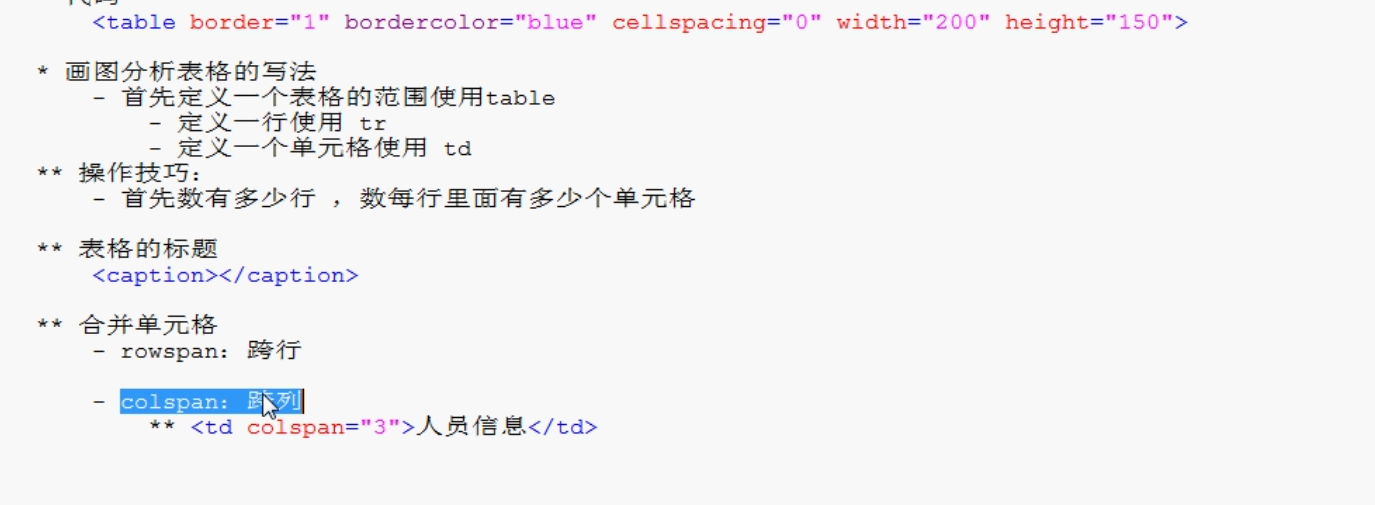 <table border="1" bordercolor="blue" cellspacing="0" width="200" height="150">
* 画图分析表格的写法
- 首先定义一个表格的范围使用table
- 定义一行使用 tr
- 定义一个单元格使用 td
** 操作技巧:
- 首先数有多少行 ，数每行里面有多少个单元格
** 表格的标题
<caption></caption>
** 合并单元格
- rowspan: 跨行
- colspan: 跨列
** <td colspan="3">人员信息</td>